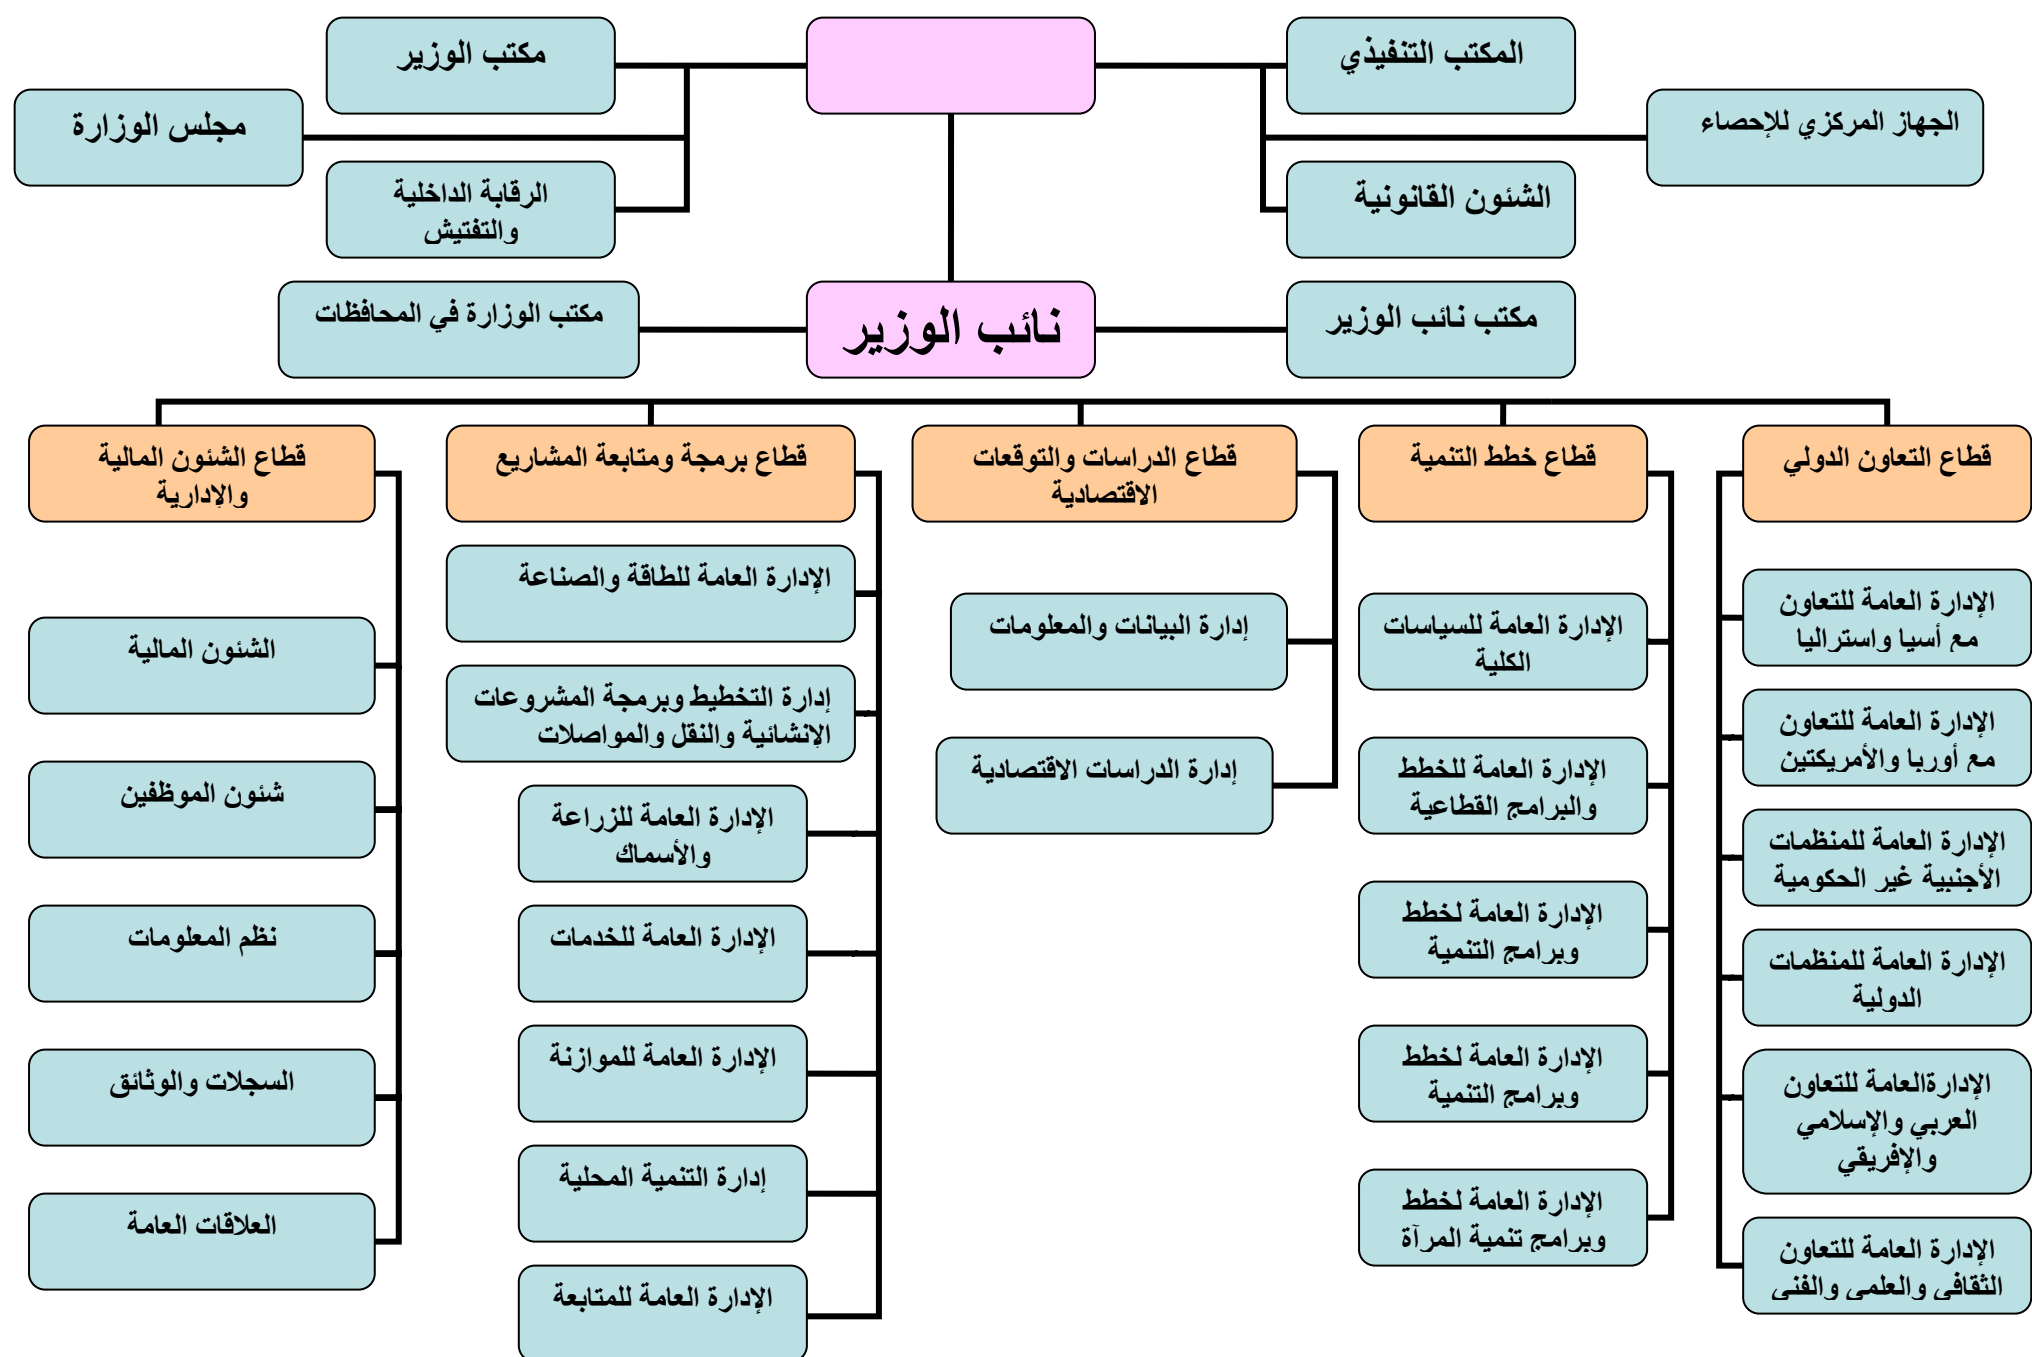 المكتب التنفيذي
مكتب الوزير
الجهاز المركزي للإحصاء
مجلس الوزارة
الشئون القانونية
الرقابة الداخلية
والتفتيش
مكتب نائب الوزير
نائب الوزير
مكتب الوزارة في المحافظات
قطاع التعاون الدولي
الإدارة العامة للتعاون
مع أسيا واستراليا
الإدارة العامة للتعاون
مع أوربا والأمريكتين
الإدارة العامة للمنظمات
الأجنبية غير الحكومية
الإدارة العامة للمنظمات
الدولية
الإدارةالعامة للتعاون
العربي والإسلامي
والإفريقي
الإدارة العامة للتعاون
الثقافي والعلمي والفني
قطاع خطط التنمية
الإدارة العامة للسياسات
الكلية
الإدارة العامة للخطط
والبرامج القطاعية
الإدارة العامة لخطط
وبرامج التنمية
الإدارة العامة لخطط
وبرامج التنمية
الإدارة العامة لخطط
وبرامج تنمية المرآة
قطاع الدراسات والتوقعات
الاقتصادية
إدارة البيانات والمعلومات
إدارة الدراسات الاقتصادية
قطاع برمجة ومتابعة المشاريع
الإدارة العامة للطاقة والصناعة
إدارة التخطيط وبرمجة المشروعات
الإنشائية والنقل والمواصلات
الإدارة العامة للزراعة
والأسماك
الإدارة العامة للخدمات
الإدارة العامة للموازنة
إدارة التنمية المحلية
الإدارة العامة للمتابعة
قطاع الشئون المالية
والإدارية
الشئون المالية
شئون الموظفين
نظم المعلومات
السجلات والوثائق
العلاقات العامة